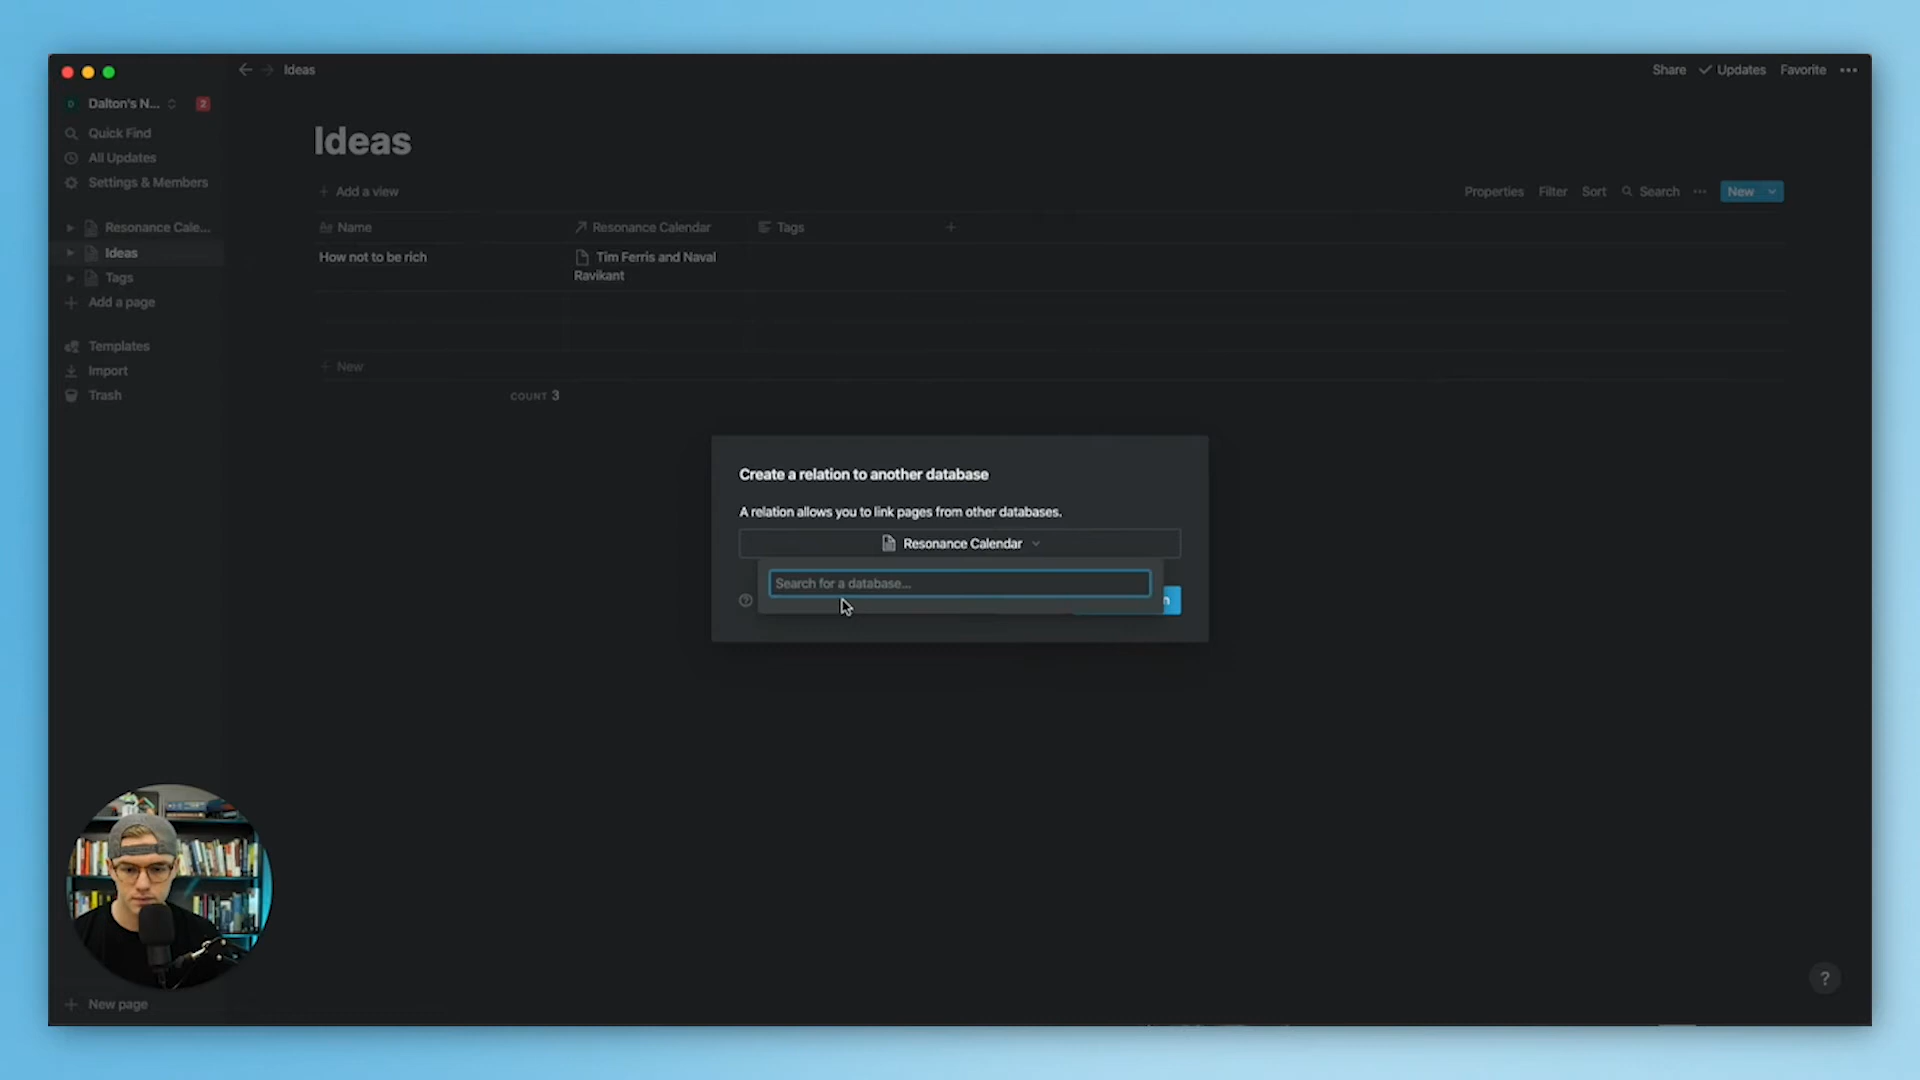 Ideas
Share
Updates
Favorite
Dalton's N...
2
Quick Find
All Updates
Settings & Members
Resonance Cale...
Ideas
Tags
Add a page
Templates
Import
Trash
New page
Ideas
Add a view
Properties
Filter
Sort
Search
New
Aa Name
Resonance Calendar
Tags
How not to be rich
Tim Ferris and Naval
Ravikant
New
COUNT 3
Create a relation to another database
A relation allows you to link pages from other databases.
Resonance Calendar
Search for a database...
?